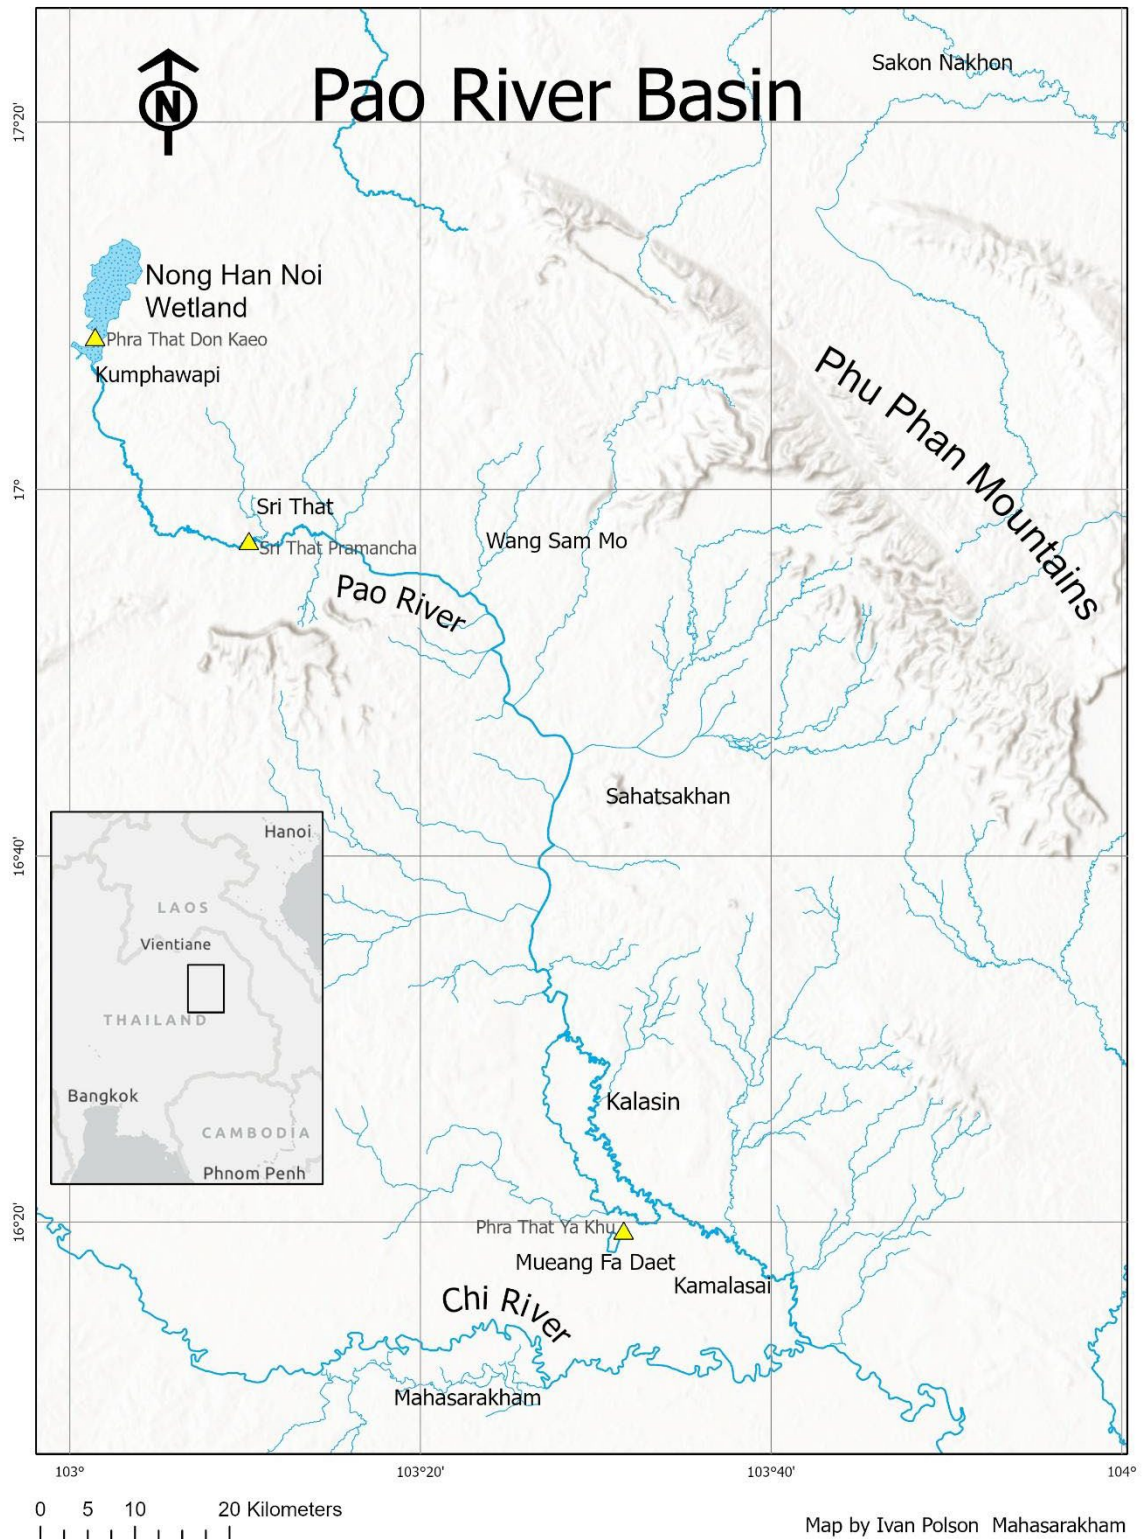 Pao River Basin
Sakon Nakhon
17°20'
Nong Han Noi
Wetland
Phra That Don Kaeo
Kumphawapi
Phu Phan Mountains
17°
Sri That
Sri That Pramancha
Wang Sam Mo
Pao River
Sahatsakhan
16°40'
Hanoi
LAOS
Vientiane
THAILAND
Bangkok
CAMBODIA
Phnom Penh
Kalasin
16°20'
Phra That Ya Khu
Mueang Fa Daet
Kamalasai
Chi River
Mahasarakham
103° 103°20' 103°40' 104°
0 5 10 20 Kilometers
Map by Ivan Polson Mahasarakham
N